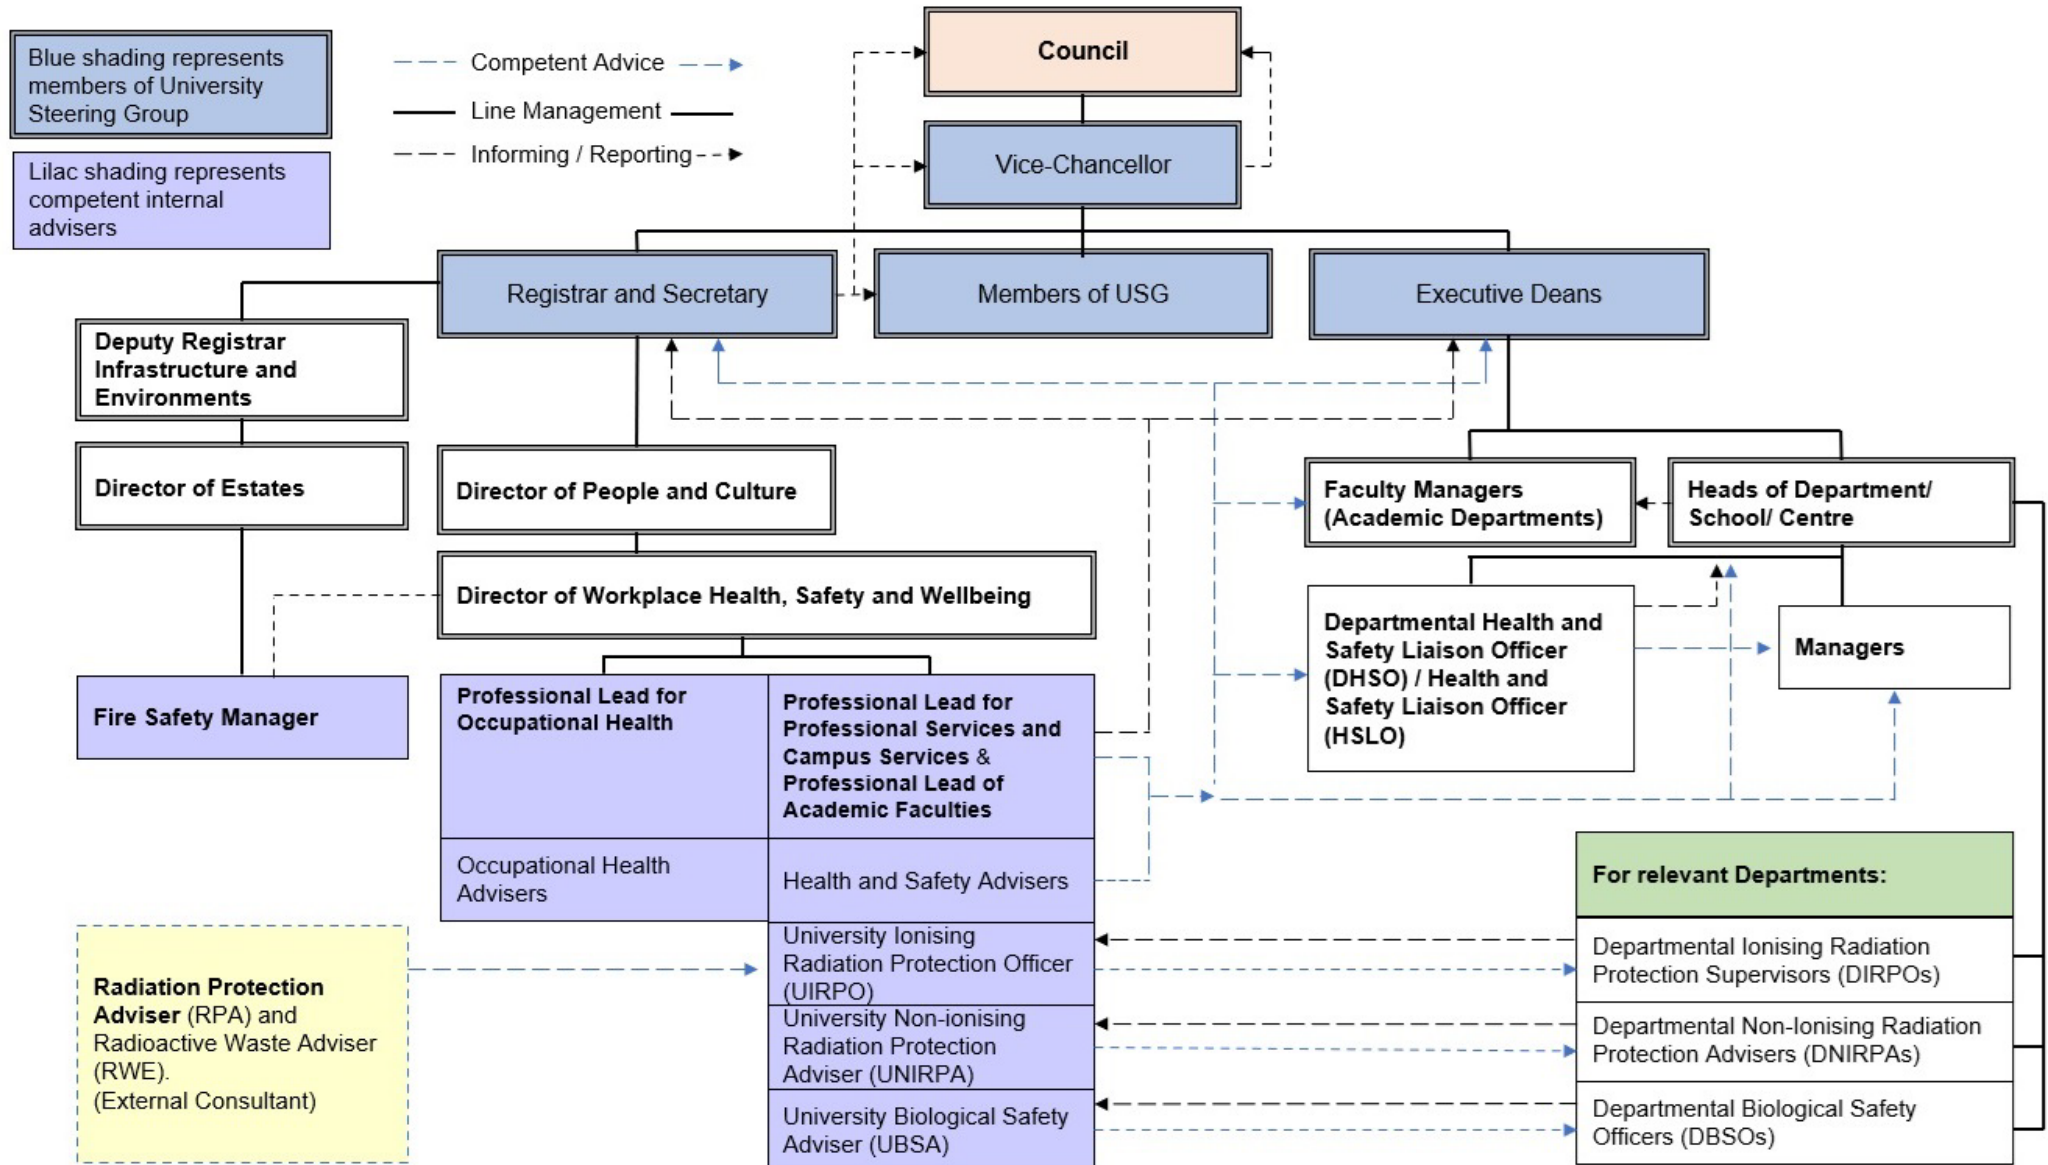 Blue shading represents
members of University
Steering Group
Lilac shading represents
competent internal
advisers
Competent Advice
Line Management
Informing / Reporting
Council
Vice-Chancellor
Registrar and Secretary
Members of USG
Executive Deans
Deputy Registrar
Infrastructure and
Environments
Director of Estates
Director of People and Culture
Faculty Managers
(Academic Departments)
Heads of Department/
School/ Centre
Director of Workplace Health, Safety and Wellbeing
Departmental Health and
Safety Liaison Officer
(DHSO) / Health and
Safety Liaison Officer
(HSLO)
Managers
Fire Safety Manager
Professional Lead for
Occupational Health
Professional Lead for
Professional Services and
Campus Services &
Professional Lead of
Academic Faculties
Occupational Health
Advisers
Health and Safety Advisers
For relevant Departments:
Radiation Protection
Adviser (RPA) and
Radioactive Waste Adviser
(RWE).
(External Consultant)
University Ionising
Radiation Protection Officer
(UIRPO)
Departmental Ionising Radiation
Protection Supervisors (DIRPOs)
University Non-ionising
Radiation Protection
Adviser (UNIRPA)
Departmental Non-Ionising Radiation
Protection Advisers (DNIRPAs)
University Biological Safety
Adviser (UBSA)
Departmental Biological Safety
Officers (DBSOs)